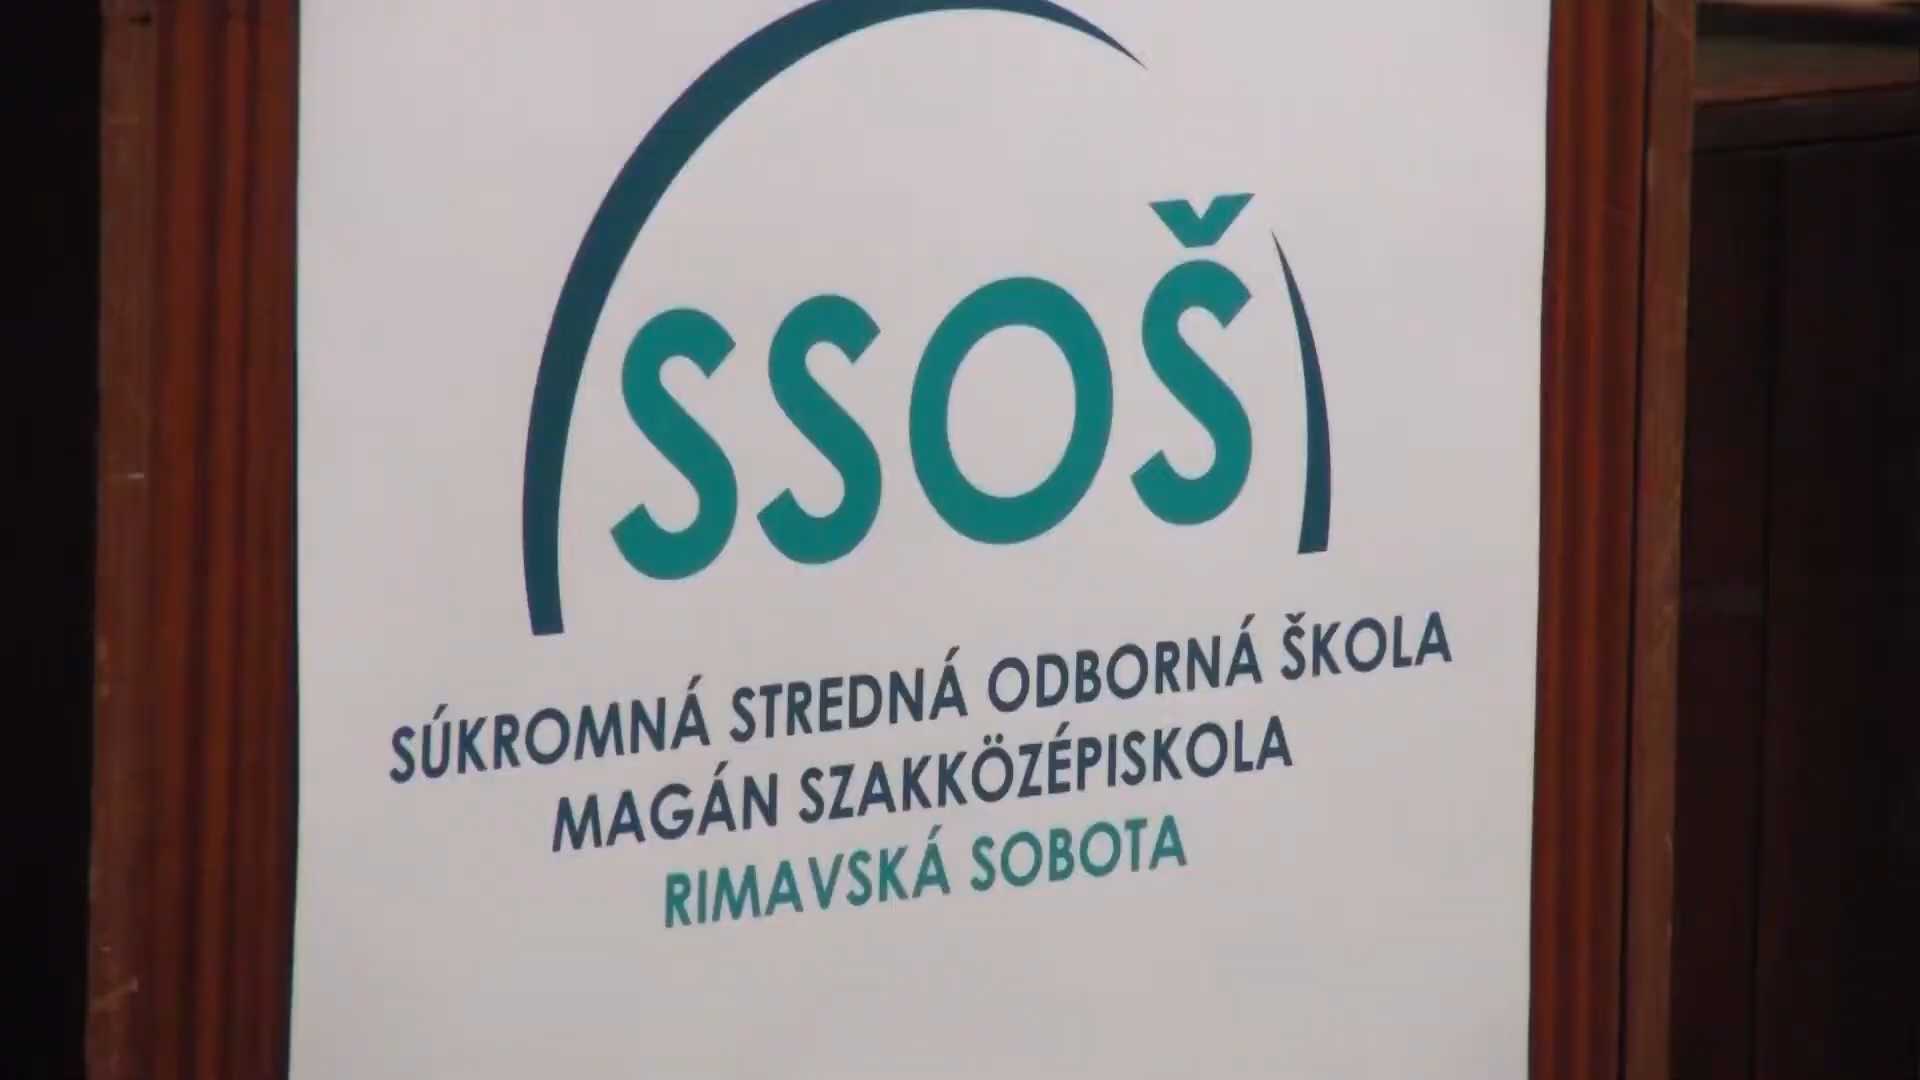 SSOŠ
SÚKROMNÁ STREDNÁ ODBORNÁ ŠKOLA
MAGÁN SZAKKÖZÉPISKOLA
RIMAVSKÁ SOBOTA